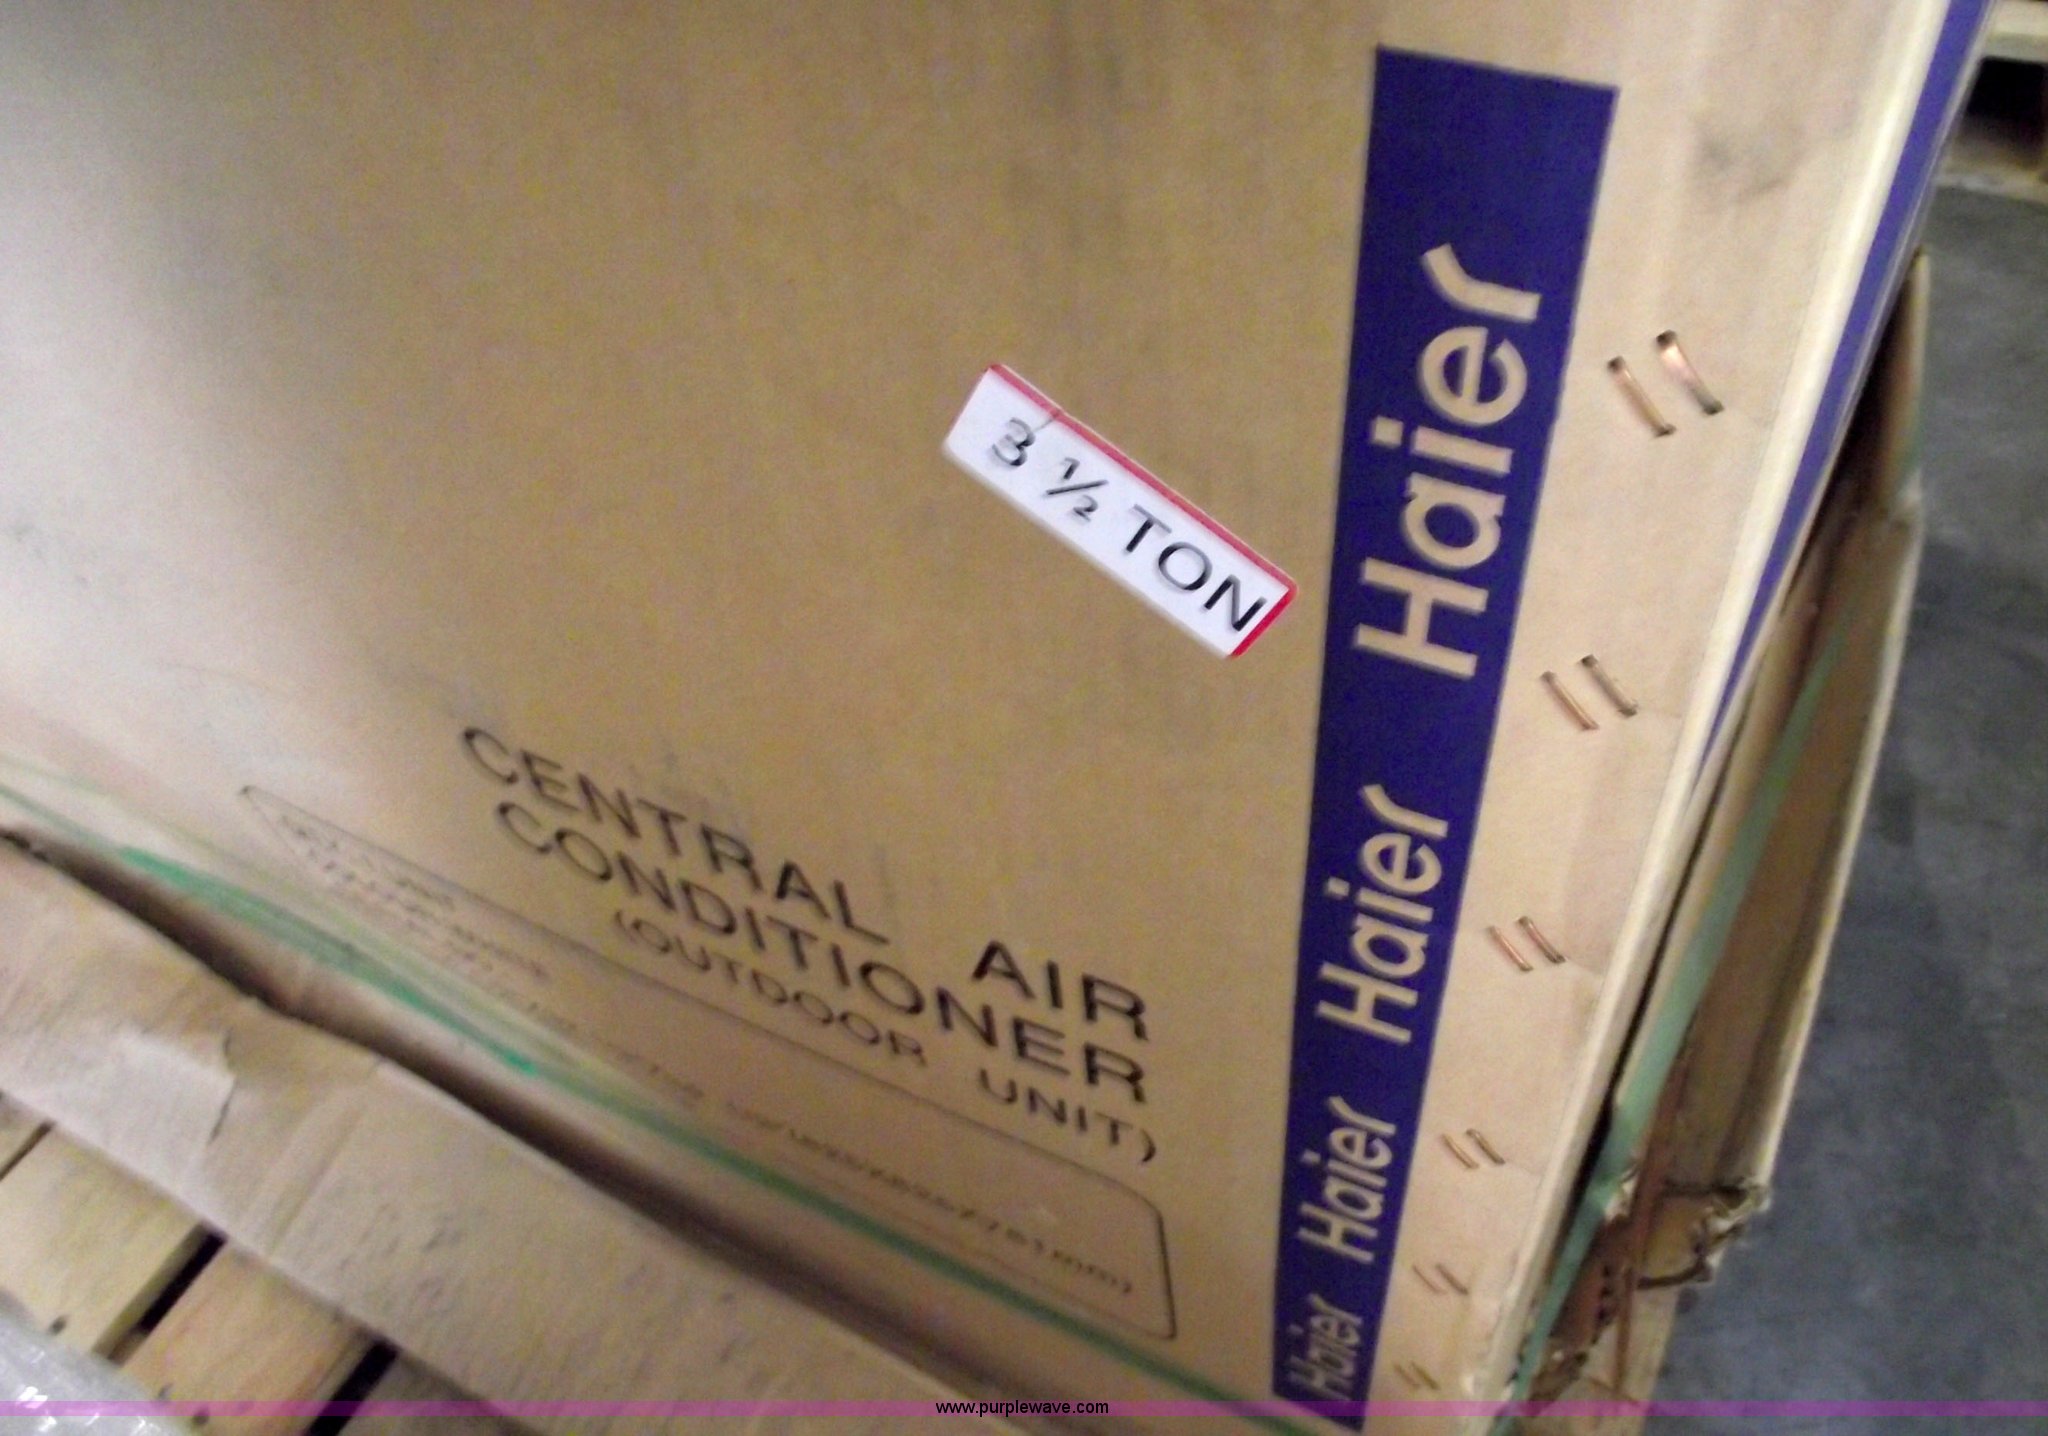 3 ½ TON
Haier
Haier
Haier
Haier
CENTRAL AIR
CONDITIONER
(OUTDOOR UNIT)
www.purplewave.com